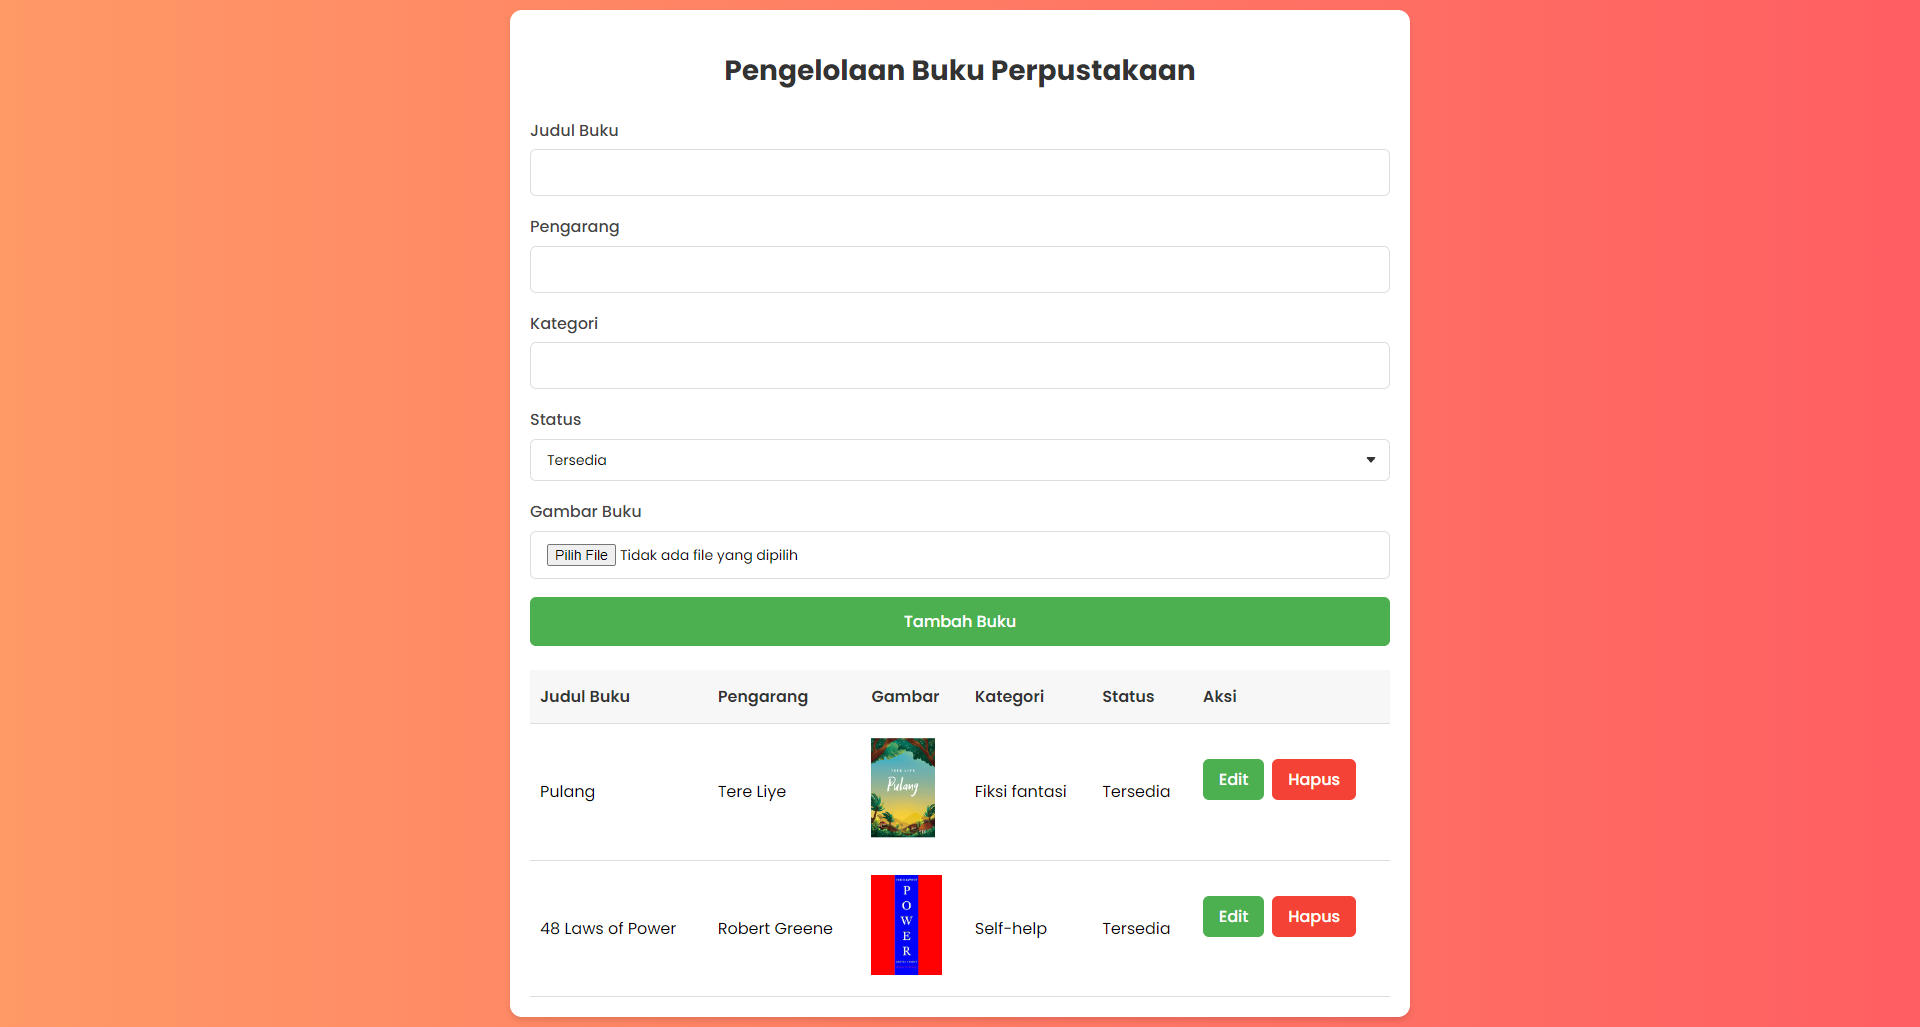 Pengelolaan Buku Perpustakaan
Judul Buku
Pengarang
Kategori
Status
Tersedia
Gambar Buku
Pilih File Tidak ada file yang dipilih
Tambah Buku
Judul Buku Pengarang Gambar Kategori Status Aksi
Pulang Tere Liye Fiksi fantasi Tersedia Edit Hapus
TERE LIYE
Pulang
48 Laws of Power Robert Greene Self-help Tersedia Edit Hapus
POWER